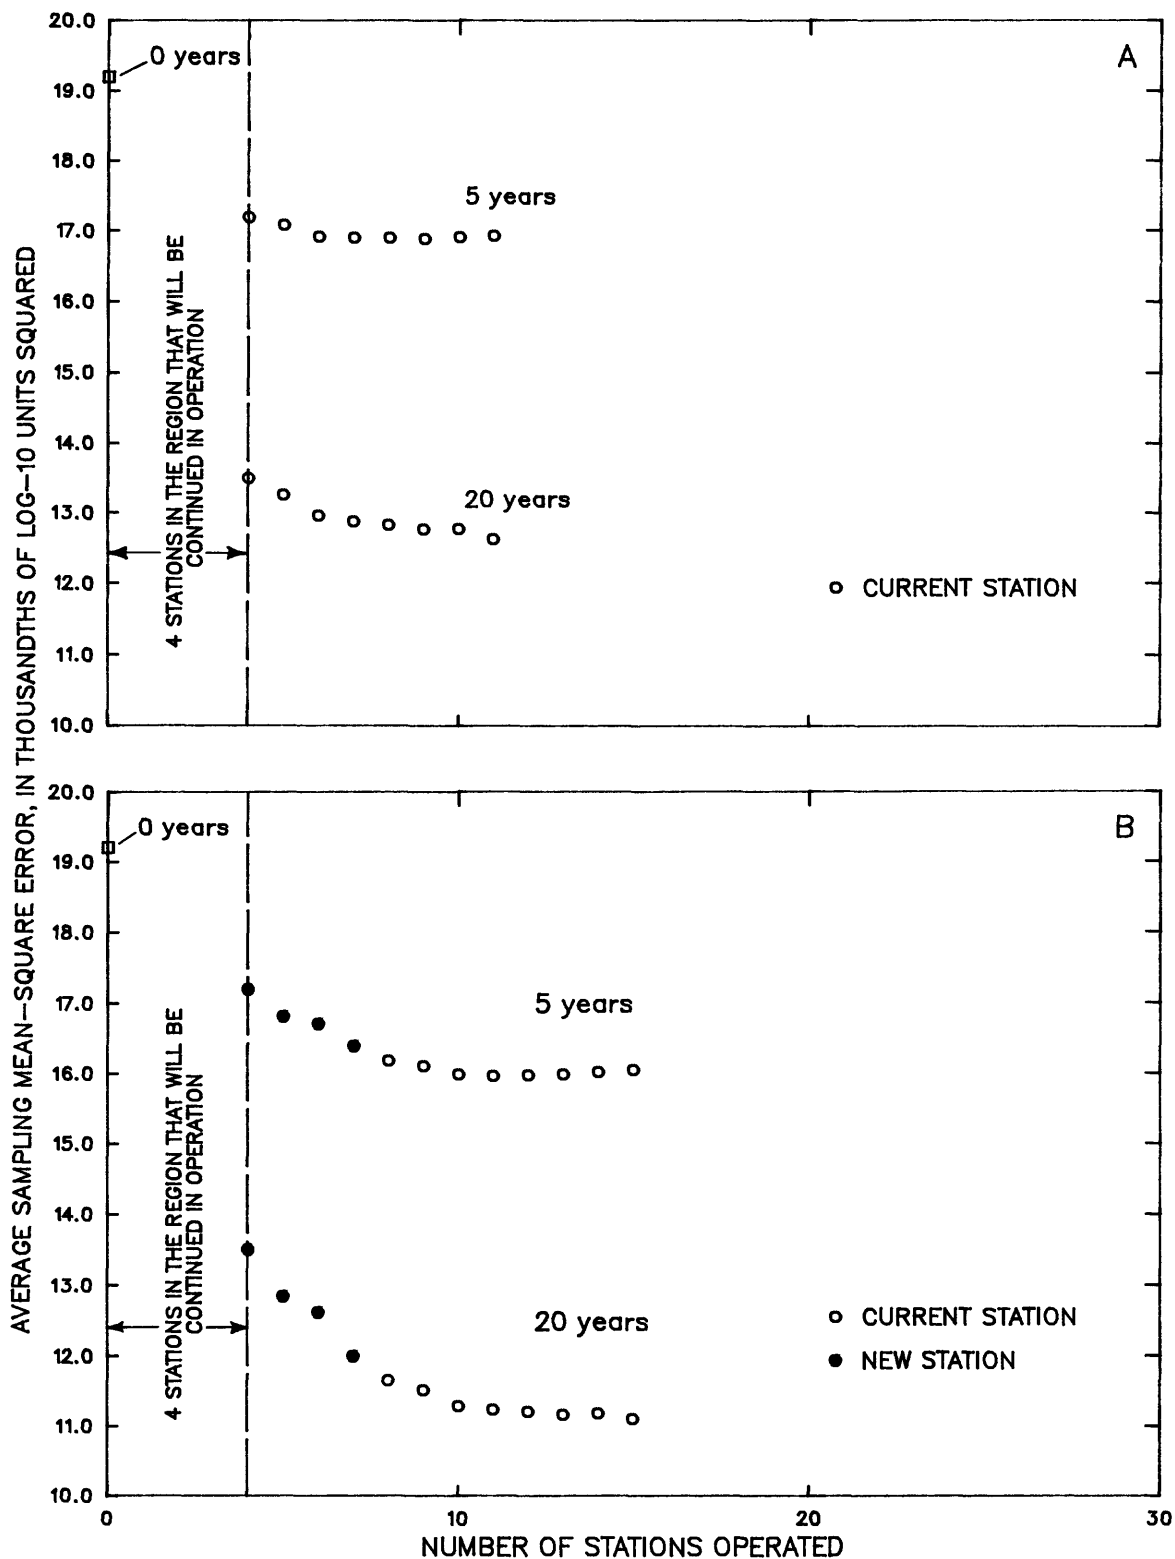 AVERAGE SAMPLING MEAN-SQUARE ERROR, IN THOUSANDTHS OF LOG-10 UNITS SQUARED
20.0
19.0
18.0
17.0
16.0
15.0
14.0
13.0
12.0
11.0
10.0
0 years
A
5 years
20 years
4 STATIONS IN THE REGION THAT WILL BE
CONTINUED IN OPERATION
CURRENT STATION
20.0
19.0
18.0
17.0
16.0
15.0
14.0
13.0
12.0
11.0
10.0
0 years
B
5 years
20 years
4 STATIONS IN THE REGION THAT WILL BE
CONTINUED IN OPERATION
CURRENT STATION
NEW STATION
0
10
20
30
NUMBER OF STATIONS OPERATED